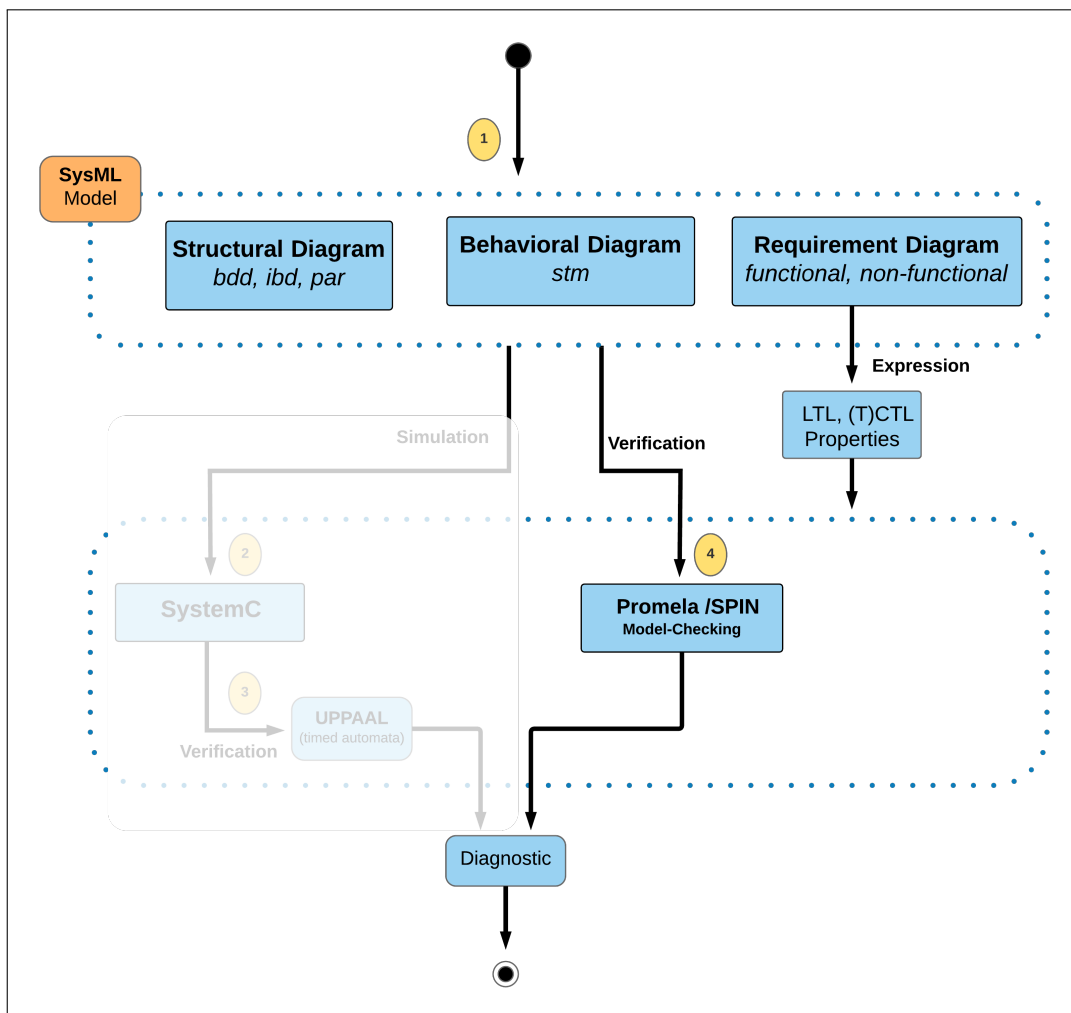 1
SysML
Model
Structural Diagram
bdd, ibd, par
Behavioral Diagram
stm
Requirement Diagram
functional, non-functional
Expression
LTL, (T)CTL
Properties
Simulation
Verification
2
4
SystemC
Promela /SPIN
Model-Checking
3
UPPAAL
(timed automata)
Verification
Diagnostic